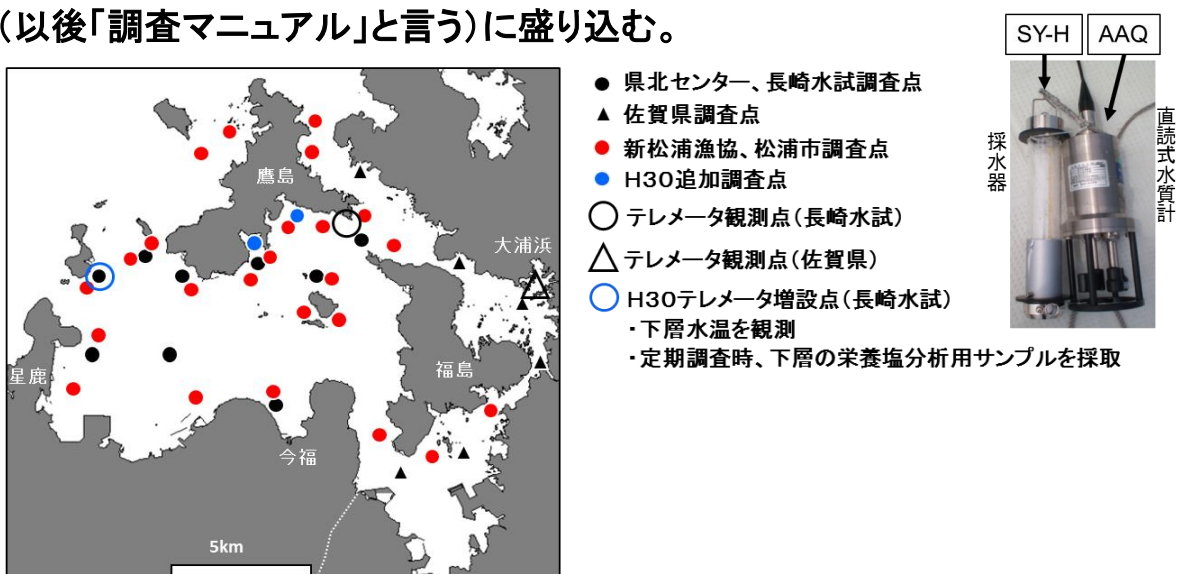 (以後「調査マニュアル」と言う)に盛り込む。
SY-H
AAQ
採水器
直読式水質計
県北センター、長崎水試調査点
佐賀県調査点
新松浦漁協、松浦市調査点
H30追加調査点
テレメータ観測点(長崎水試)
テレメータ観測点(佐賀県)
H30テレメータ増設点(長崎水試)
・下層水温を観測
・定期調査時、下層の栄養塩分析用サンプルを採取
鷹島
大浦浜
星鹿
福島
今福
5km